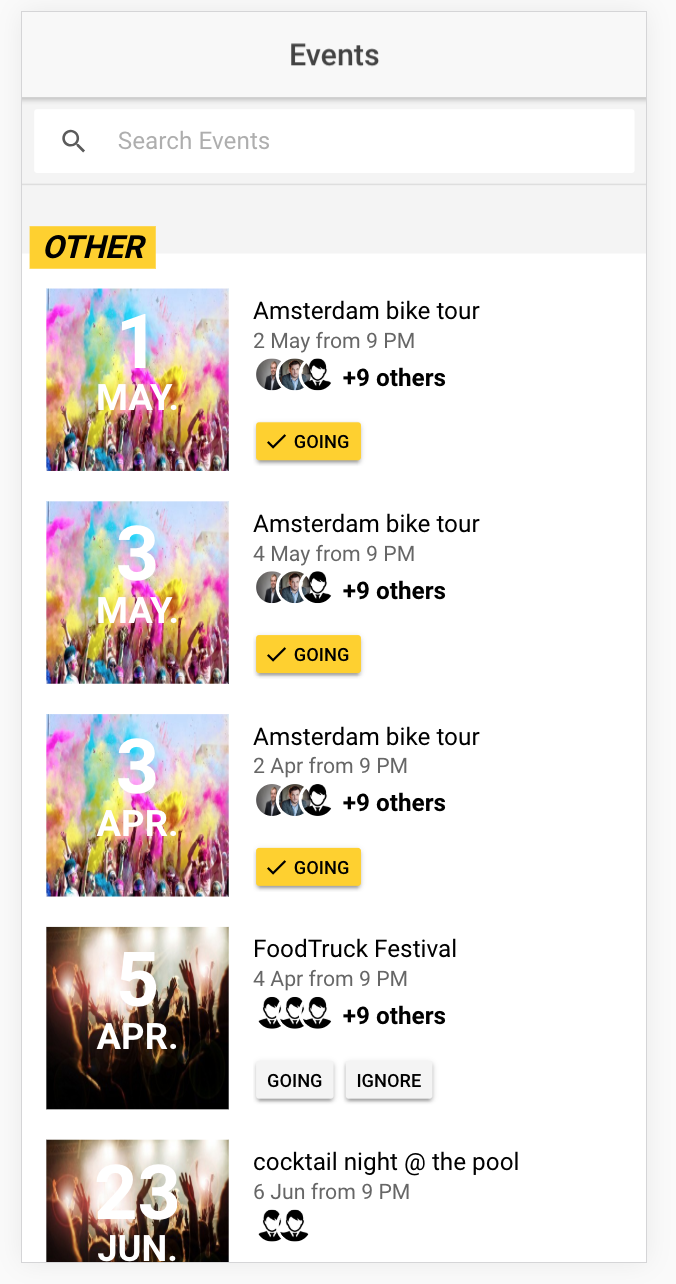 Events
Search Events
OTHER
1
MAY.
Amsterdam bike tour
2 May from 9 PM
+9 others
GOING
3
MAY.
Amsterdam bike tour
4 May from 9 PM
+9 others
GOING
3
APR.
Amsterdam bike tour
2 Apr from 9 PM
+9 others
GOING
5
APR.
FoodTruck Festival
4 Apr from 9 PM
+9 others
GOING IGNORE
23
JUN.
cocktail night @ the pool
6 Jun from 9 PM